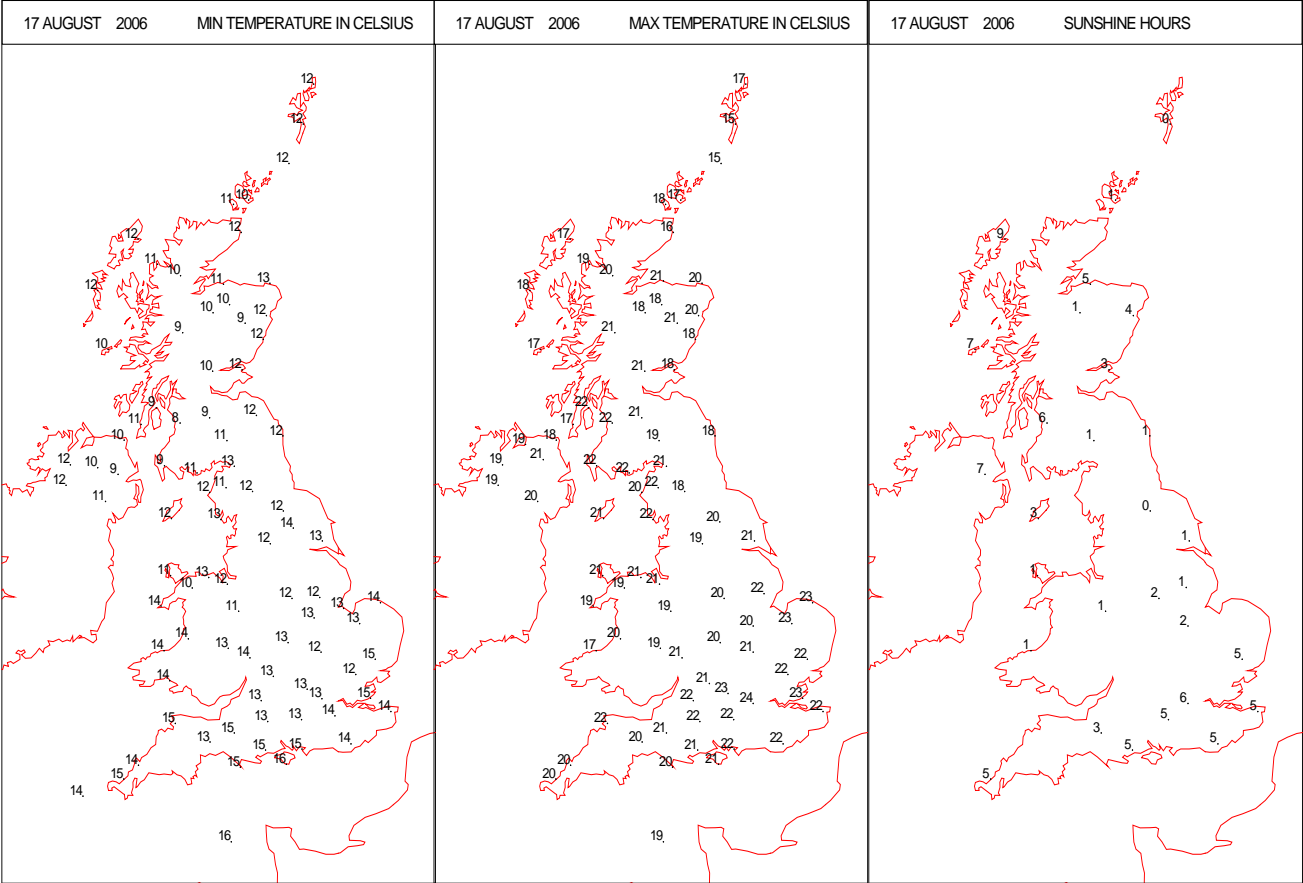 17 AUGUST 2006 MIN TEMPERATURE IN CELSIUS
12
12
12
11 10
12 12
11
10 11 13
12
10 10 12
9
9 12
10
10 12
9
11 8 9 12
10 11 12
12 10 9 11 13
12 9 12 11 12
11
12 13 12
14
12 13
11 13 12
10
14 12 12 13 14
11 13 13
14 14 13 13 12
14 15
14 13 12
13 13 13 15
15 13 13 14 14
13 15 15 15 14
14 15 16
15
14
16
17 AUGUST 2006 MAX TEMPERATURE IN CELSIUS
17
15
15
18 17
17 16
19
20 21 20
18
18 18 20
21 21
18
17
21 18
22
17 22 21
19 18 19 18
21
19 22 22 21
19 20 22 18
20
21 22 20
19 21
21 21 21
19
19 20 22 23
19 20 23
17 20 19 20 21
21 22
22
21 23 23
22 24 22
22 21 22 22
20 21 22 22
20 20 21
20
19
17 AUGUST 2006 SUNSHINE HOURS
0
1
9
5
1 4
7
3
6
1 1
7
3 0
1
1 1
2
1 2
1 5
6
5 5
3 5
5
5